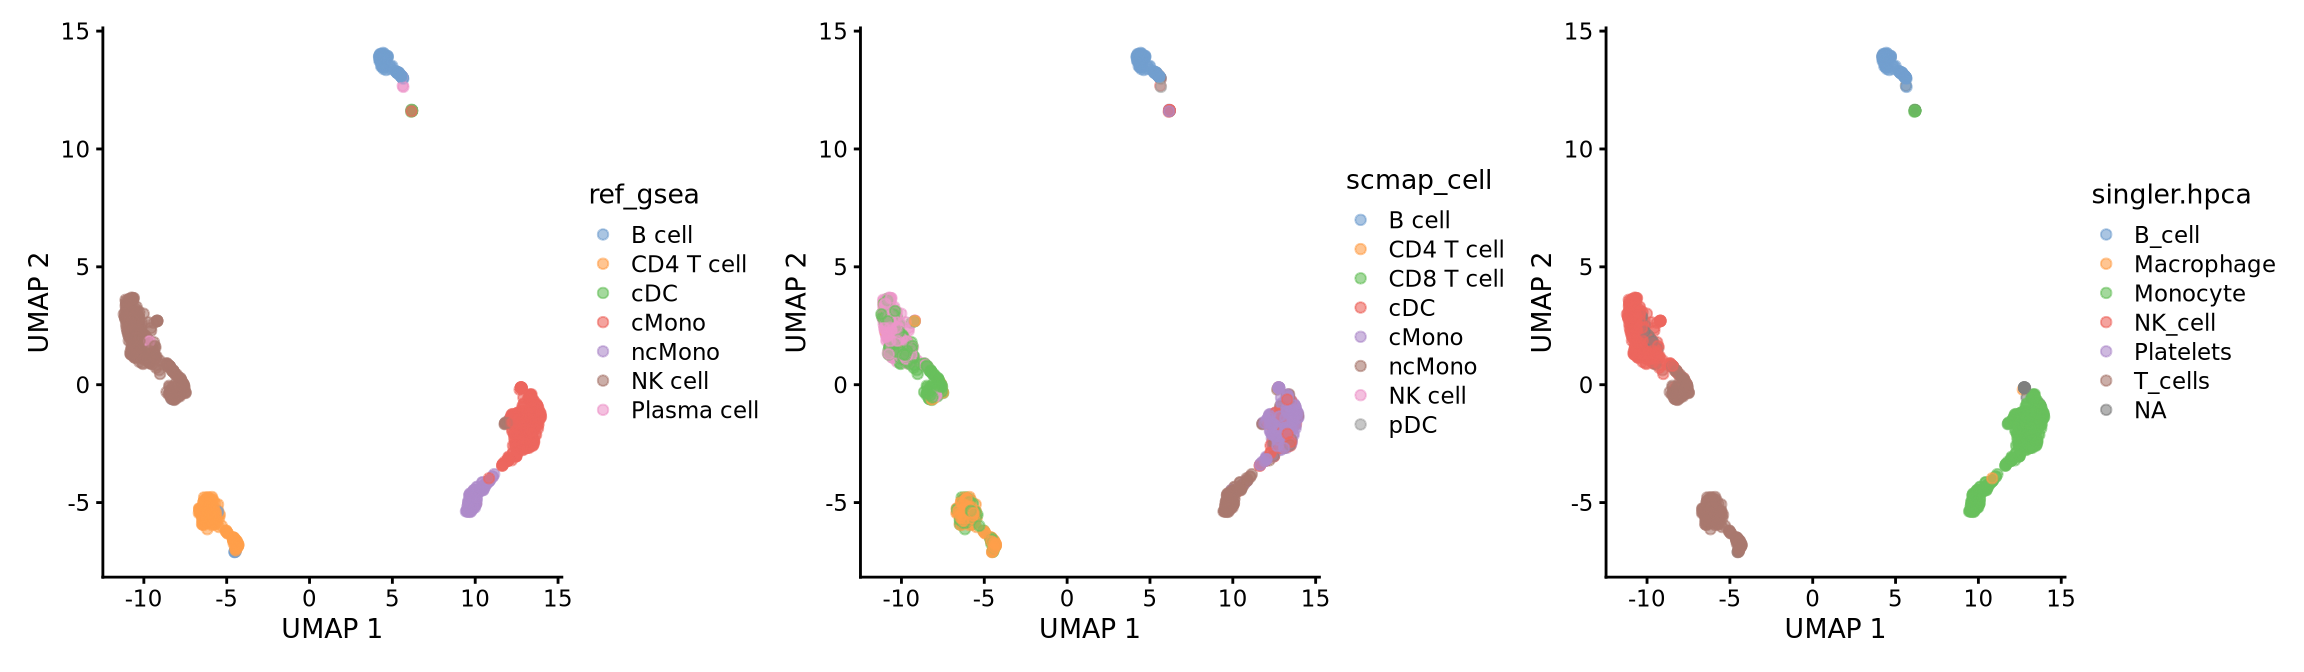 15
10
5
0
-5
UMAP 2
-10
-5
0
5
10
15
UMAP 1
ref_gsea
B cell
CD4 T cell
cDC
cMono
ncMono
NK cell
Plasma cell
15
10
5
0
-5
UMAP 2
-10
-5
0
5
10
15
UMAP 1
scmap_cell
B cell
CD4 T cell
CD8 T cell
cDC
cMono
ncMono
NK cell
pDC
15
10
5
0
-5
UMAP 2
-10
-5
0
5
10
15
UMAP 1
singler.hpca
B_cell
Macrophage
Monocyte
NK_cell
Platelets
T_cells
NA